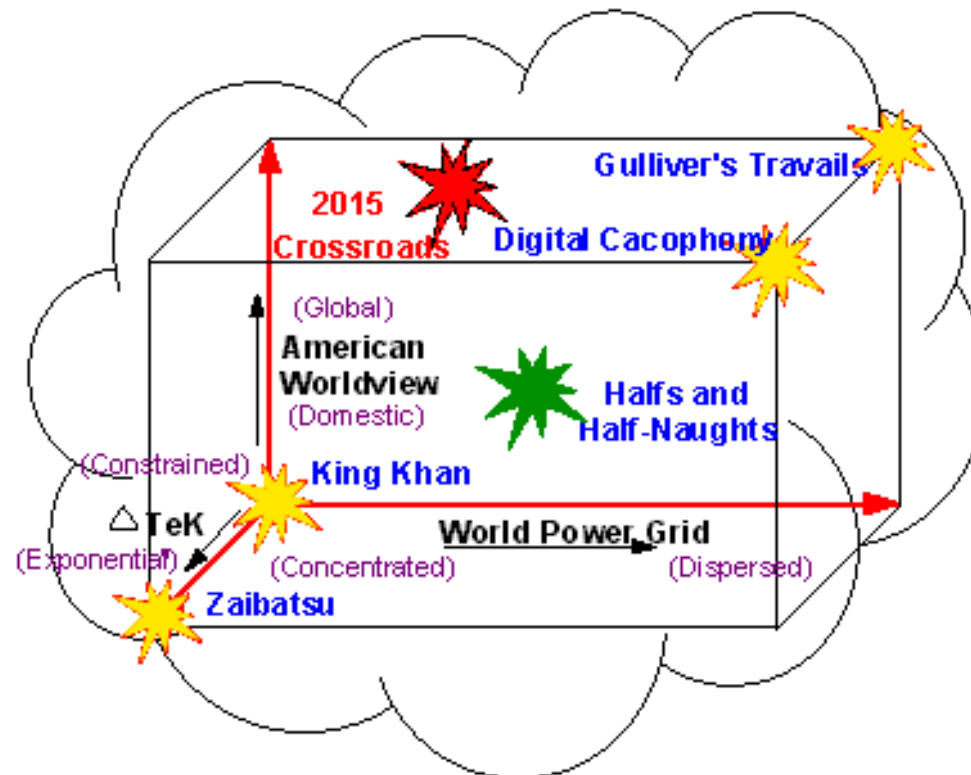 Gulliver's Travails
2015
Crossroads
Digital Cacophony
(Global)
American
Worldview
(Domestic)
Halfs and
Half-Naughts
(Constrained)
King Khan
△TeK
World Power Grid
(Exponential)
(Concentrated)
(Dispersed)
Zaibatsu